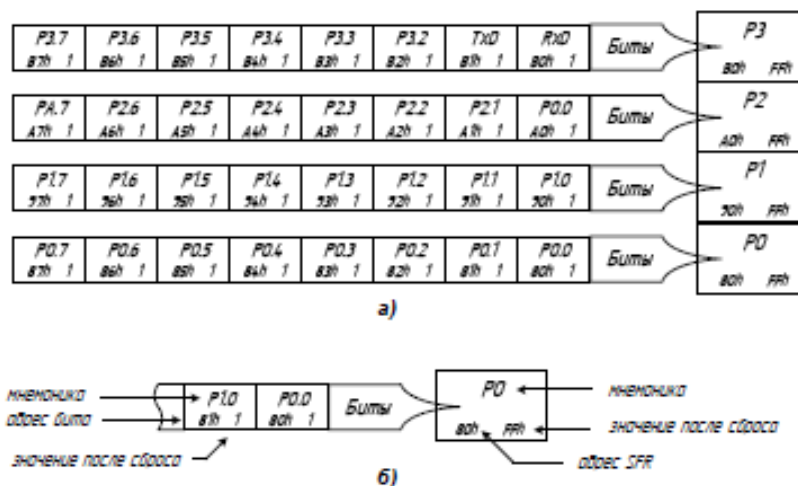 P3.7 P3.6 P3.5 P3.4 P3.3 P3.2 Tx0 Rx0 Биты P3
B7h 1 B6h 1 B5h 1 B4h 1 B3h 1 B2h 1 B1h 1 B0h 1 B0h FFh
PA.7 P2.6 P2.5 P2.4 P2.3 P2.2 P2.1 P0.0 Биты P2
A7h 1 A6h 1 A5h 1 A4h 1 A3h 1 A2h 1 A1h 1 A0h 1 A0h FFh
P1.7 P1.6 P1.5 P1.4 P1.3 P1.2 P1.1 P1.0 Биты P1
97h 1 96h 1 95h 1 94h 1 93h 1 92h 1 91h 1 90h 1 90h FFh
P0.7 P0.6 P0.5 P0.4 P0.3 P0.2 P0.1 P0.0 Биты P0
87h 1 86h 1 85h 1 84h 1 83h 1 82h 1 81h 1 80h 1 80h FFh
а)
мнемоника P1.0 P0.0 Биты P0 мнемоника
адрес бита 81h 1 80h 1 80h FFh значение после сброса
значение после сброса адрес SFR
б)